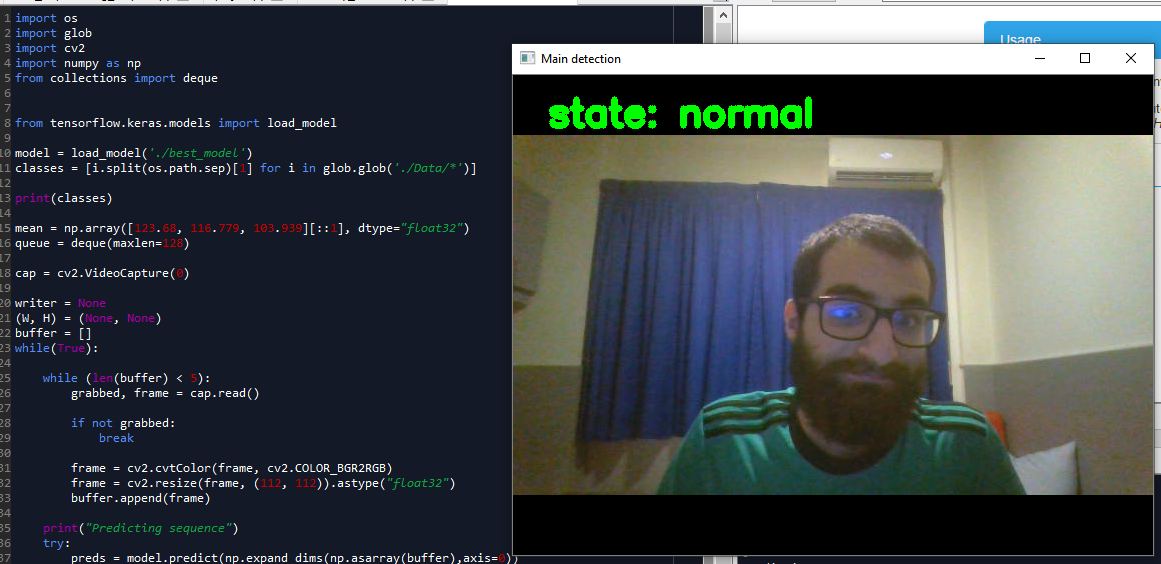 1 import os
2 import glob
3 import cv2
4 import numpy as np
5 from collections import deque
6
7
8 from tensorflow.keras.models import load_model
9
10 model = load_model('./best_model')
11 classes = [i.split(os.path.sep)[1] for i in glob.glob('./Data/*')]
12
13 print(classes)
14
15 mean = np.array([123.68, 116.779, 103.939][::1], dtype="float32")
16 queue = deque(maxlen=128)
17
18 cap = cv2.VideoCapture(0)
19
20 writer = None
21 (W, H) = (None, None)
22 buffer = []
23 while(True):
24
25 while (len(buffer) < 5):
26 grabbed, frame = cap.read()
27
28 if not grabbed:
29 break
30
31 frame = cv2.cvtColor(frame, cv2.COLOR_BGR2RGB)
32 frame = cv2.resize(frame, (112, 112)).astype("float32")
33 buffer.append(frame)
34
35 print("Predicting sequence")
36 try:
37 preds = model.predict(np.expand_dims(np.asarray(buffer),axis=0))
Usage
Main detection
state: normal